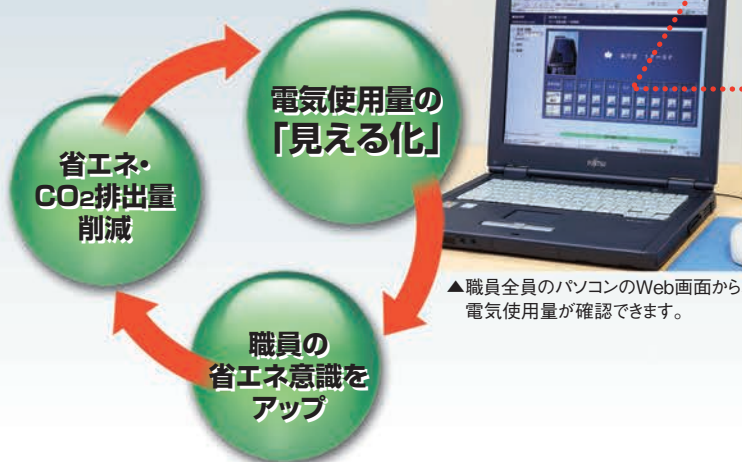 電気使用量の
「見える化」
省エネ・
CO2排出量
削減
職員の
省エネ意識を
アップ
FUJITSU
▲職員全員のパソコンのWeb画面から
電気使用量が確認できます。